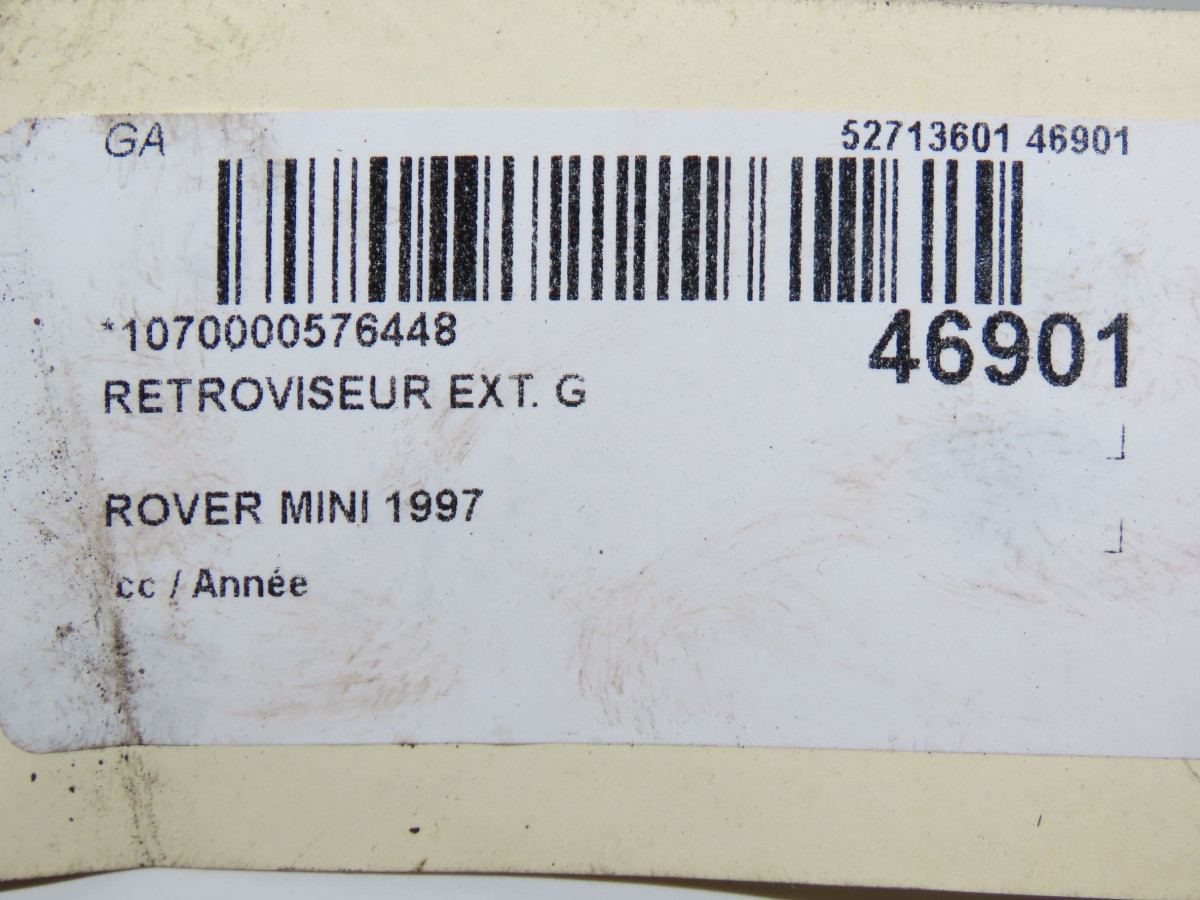 GA
52713601 46901
*1070000576448
46901
RETROVISEUR EXT. G
ROVER MINI 1997
cc / Année